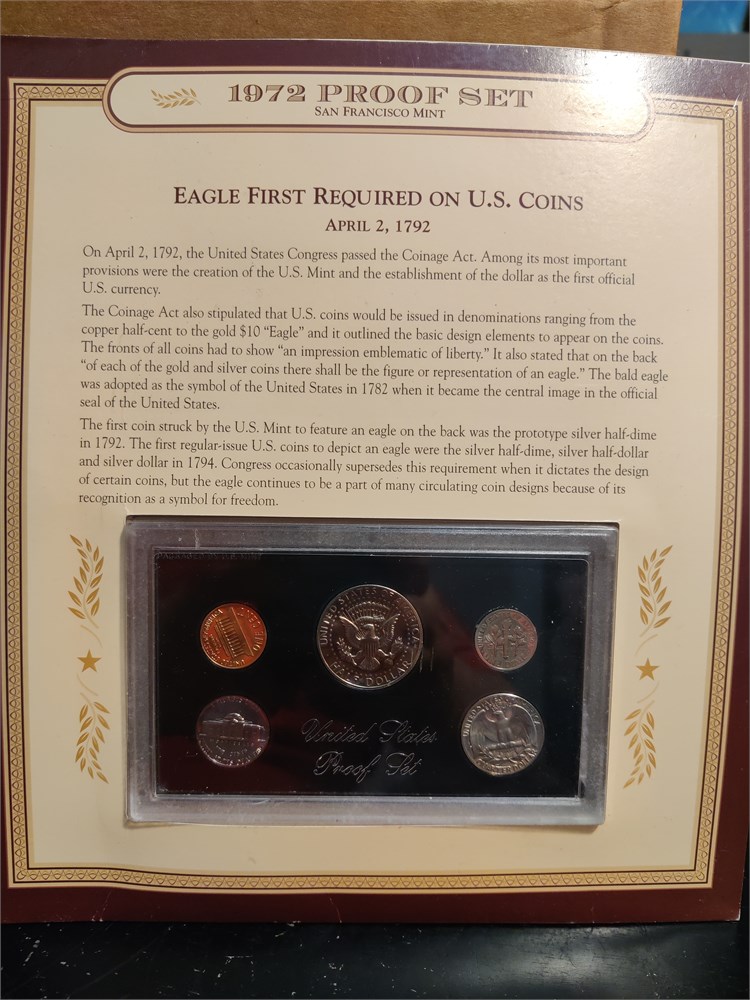 1972 PROOF SET
SAN FRANCISCO MINT
EAGLE FIRST REQUIRED ON U.S. COINS
APRIL 2, 1792
On April 2, 1792, the United States Congress passed the Coinage Act. Among its most important
provisions were the creation of the U.S. Mint and the establishment of the dollar as the first official
U.S. currency.
The Coinage Act also stipulated that U.S. coins would be issued in denominations ranging from the
copper half-cent to the gold $10 “Eagle” and it outlined the basic design elements to appear on the coins.
The fronts of all coins had to show “an impression emblematic of liberty.” It also stated that on the back
“of each of the gold and silver coins there shall be the figure or representation of an eagle.” The bald eagle
was adopted as the symbol of the United States in 1782 when it became the central image in the official
seal of the United States.
The first coin struck by the U.S. Mint to feature an eagle on the back was the prototype silver half-dime
in 1792. The first regular-issue U.S. coins to depict an eagle were the silver half-dime, silver half-dollar
and silver dollar in 1794. Congress occasionally supersedes this requirement when it dictates the design
of certain coins, but the eagle continues to be a part of many circulating coin designs because of its
recognition as a symbol for freedom.
UNITED STATES OF AMERICA
HALF DOLLAR
ONE CENT
United States
Proof Set